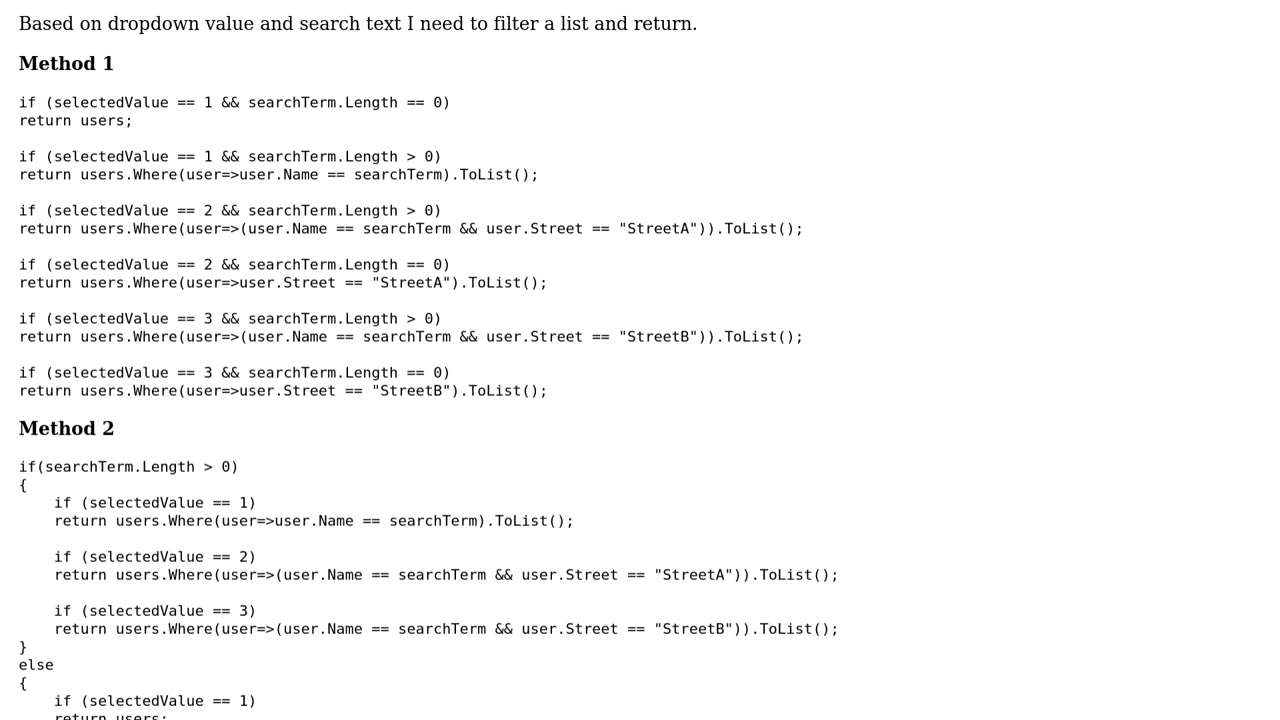 Based on dropdown value and search text I need to filter a list and return.
Method 1
if (selectedValue == 1 && searchTerm.Length == 0)
return users;
if (selectedValue == 1 && searchTerm.Length > 0)
return users.Where(user=>user.Name == searchTerm).ToList();
if (selectedValue == 2 && searchTerm.Length > 0)
return users.Where(user=>(user.Name == searchTerm && user.Street == "StreetA")).ToList();
if (selectedValue == 2 && searchTerm.Length == 0)
return users.Where(user=>user.Street == "StreetA").ToList();
if (selectedValue == 3 && searchTerm.Length > 0)
return users.Where(user=>(user.Name == searchTerm && user.Street == "StreetB")).ToList();
if (selectedValue == 3 && searchTerm.Length == 0)
return users.Where(user=>user.Street == "StreetB").ToList();
Method 2
if(searchTerm.Length > 0)
{
    if (selectedValue == 1)
    return users.Where(user=>user.Name == searchTerm).ToList();
    if (selectedValue == 2)
    return users.Where(user=>(user.Name == searchTerm && user.Street == "StreetA")).ToList();
    if (selectedValue == 3)
    return users.Where(user=>(user.Name == searchTerm && user.Street == "StreetB")).ToList();
}
else
{
    if (selectedValue == 1)
    return users;